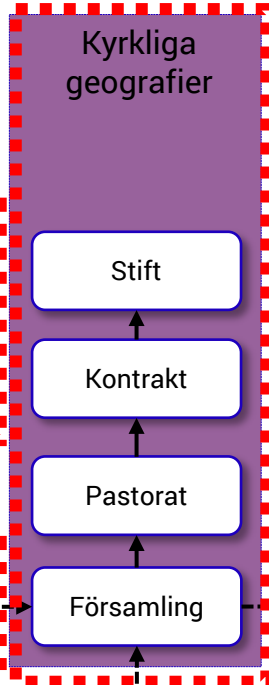 Kyrkliga
geografier
Stift
Kontrakt
Pastorat
Församling